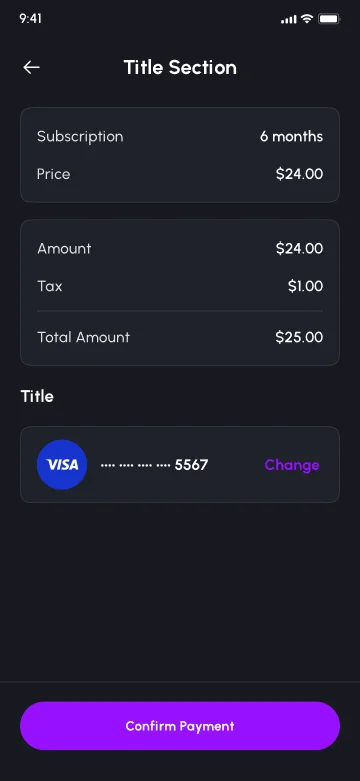 9:41
Title Section
Subscription 6 months
Price $24.00
Amount $24.00
Tax $1.00
Total Amount $25.00
Title
VISA •••• •••• •••• •••• 5567 Change
Confirm Payment